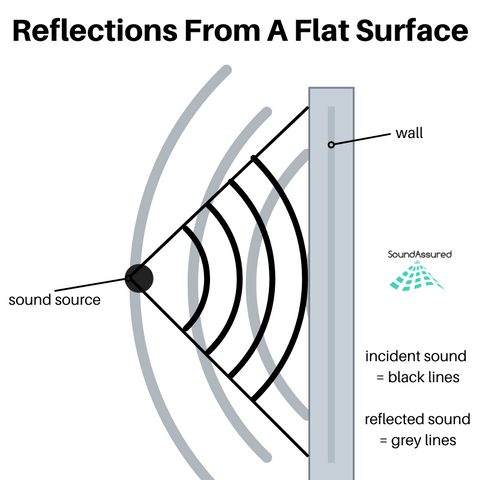 Reflections From A Flat Surface
wall
SoundAssured
sound source
incident sound
= black lines
reflected sound
= grey lines